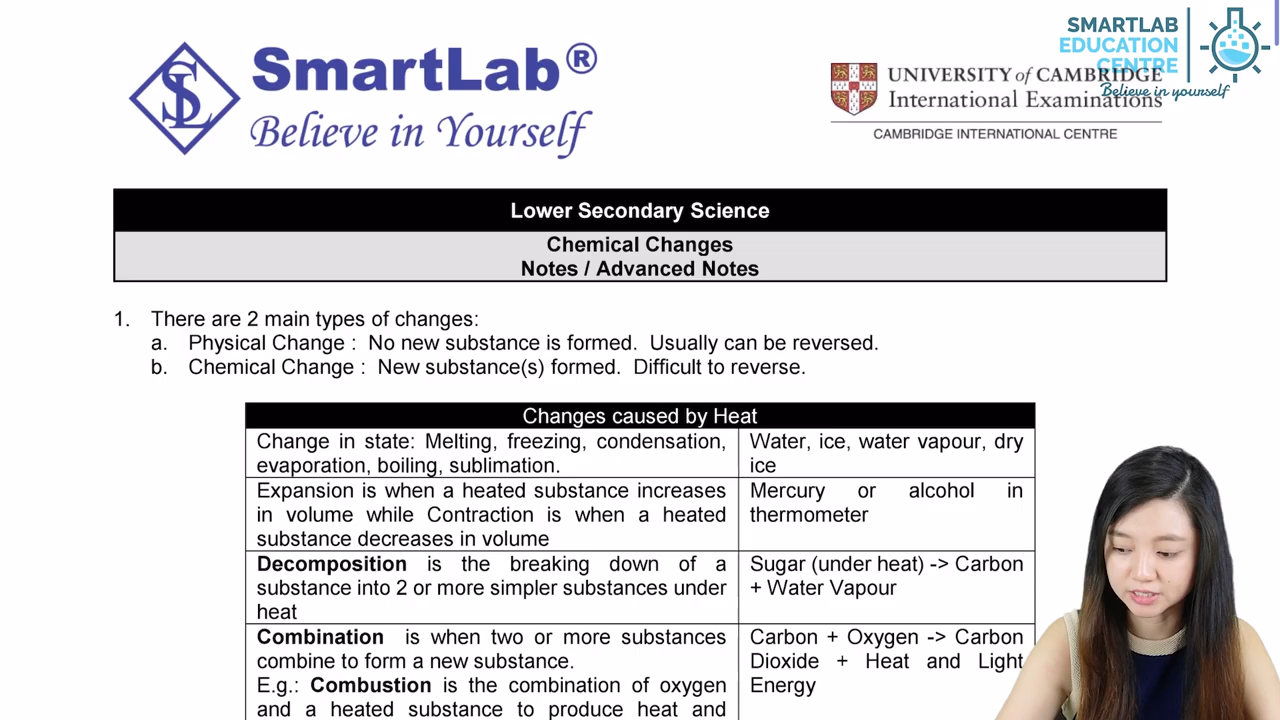 SL
SmartLab®
Believe in Yourself
UNIVERSITY of CAMBRIDGE
International Examinations
CAMBRIDGE INTERNATIONAL CENTRE
SMARTLAB
EDUCATION
CENTRE
Believe in yourself
Lower Secondary Science
Chemical Changes
Notes / Advanced Notes
1. There are 2 main types of changes:
a. Physical Change : No new substance is formed. Usually can be reversed.
b. Chemical Change : New substance(s) formed. Difficult to reverse.
Changes caused by Heat
Change in state: Melting, freezing, condensation,
evaporation, boiling, sublimation.
Water, ice, water vapour, dry
ice
Expansion is when a heated substance increases
in volume while Contraction is when a heated
substance decreases in volume
Mercury or alcohol in
thermometer
Decomposition is the breaking down of a
substance into 2 or more simpler substances under
heat
Sugar (under heat) -> Carbon
+ Water Vapour
Combination is when two or more substances
combine to form a new substance.
E.g.: Combustion is the combination of oxygen
and a heated substance to produce heat and
Carbon + Oxygen -> Carbon
Dioxide + Heat and Light
Energy